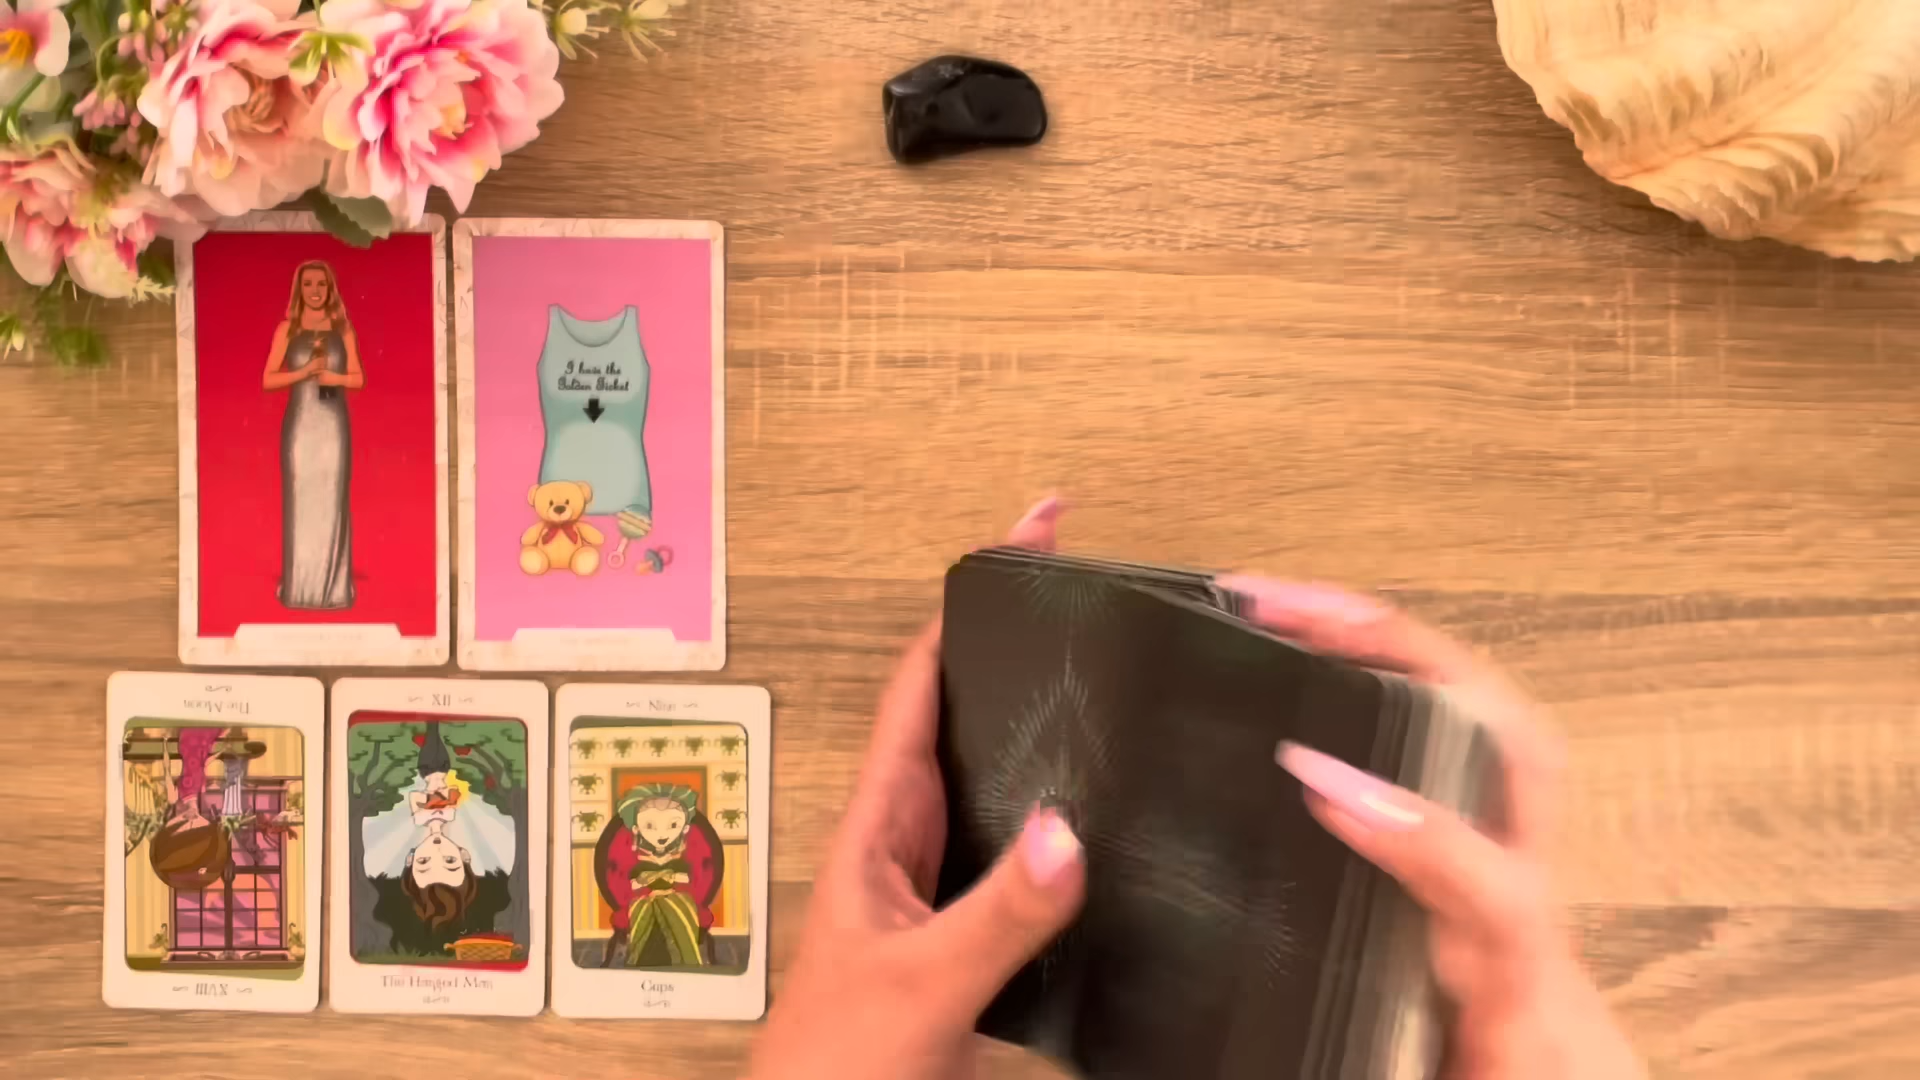 I have the
Golden Ticket
The Moon
XVIII
XII
The Hanged Man
Nine
Cups